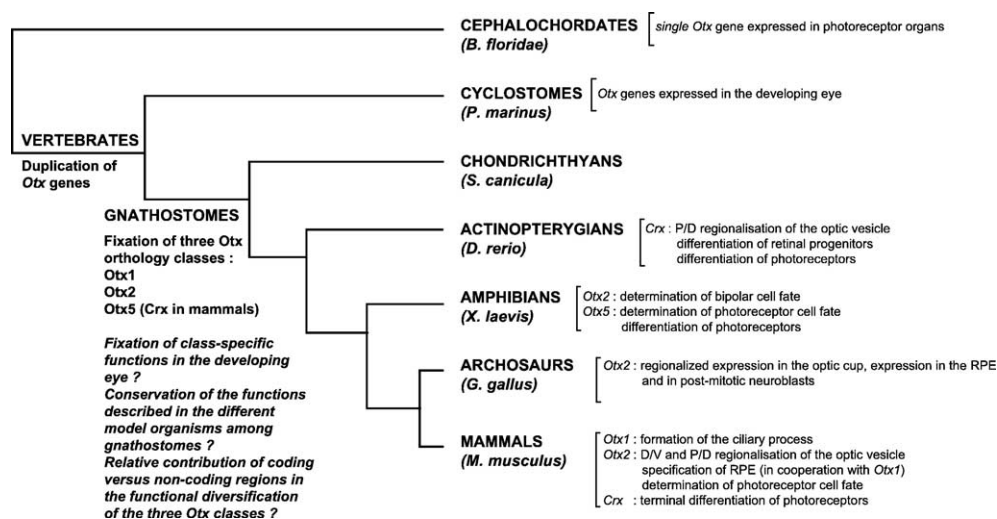 CEPHALOCHORDATES
(B. floridae)
single Otx gene expressed in photoreceptor organs
CYCLOSTOMES
(P. marinus)
Otx genes expressed in the developing eye
VERTEBRATES
Duplication of
Otx genes
CHONDRICHTHYANS
(S. canicula)
GNATHOSTOMES
Fixation of three Otx
orthology classes :
Otx1
Otx2
Otx5 (Crx in mammals)
Fixation of class-specific
functions in the developing
eye ?
Conservation of the functions
described in the different
model organisms among
gnathostomes ?
Relative contribution of coding
versus non-coding regions in
the functional diversification
of the three Otx classes ?
ACTINOPTERYGIANS
(D. rerio)
Crx : P/D regionalisation of the optic vesicle
differentiation of retinal progenitors
differentiation of photoreceptors
AMPHIBIANS
(X. laevis)
Otx2 : determination of bipolar cell fate
Otx5 : determination of photoreceptor cell fate
differentiation of photoreceptors
ARCHOSAURS
(G. gallus)
Otx2 : regionalized expression in the optic cup, expression in the RPE
and in post-mitotic neuroblasts
MAMMALS
(M. musculus)
Otx1 : formation of the ciliary process
Otx2 : D/V and P/D regionalisation of the optic vesicle
specification of RPE (in cooperation with Otx1)
determination of photoreceptor cell fate
Crx : terminal differentiation of photoreceptors